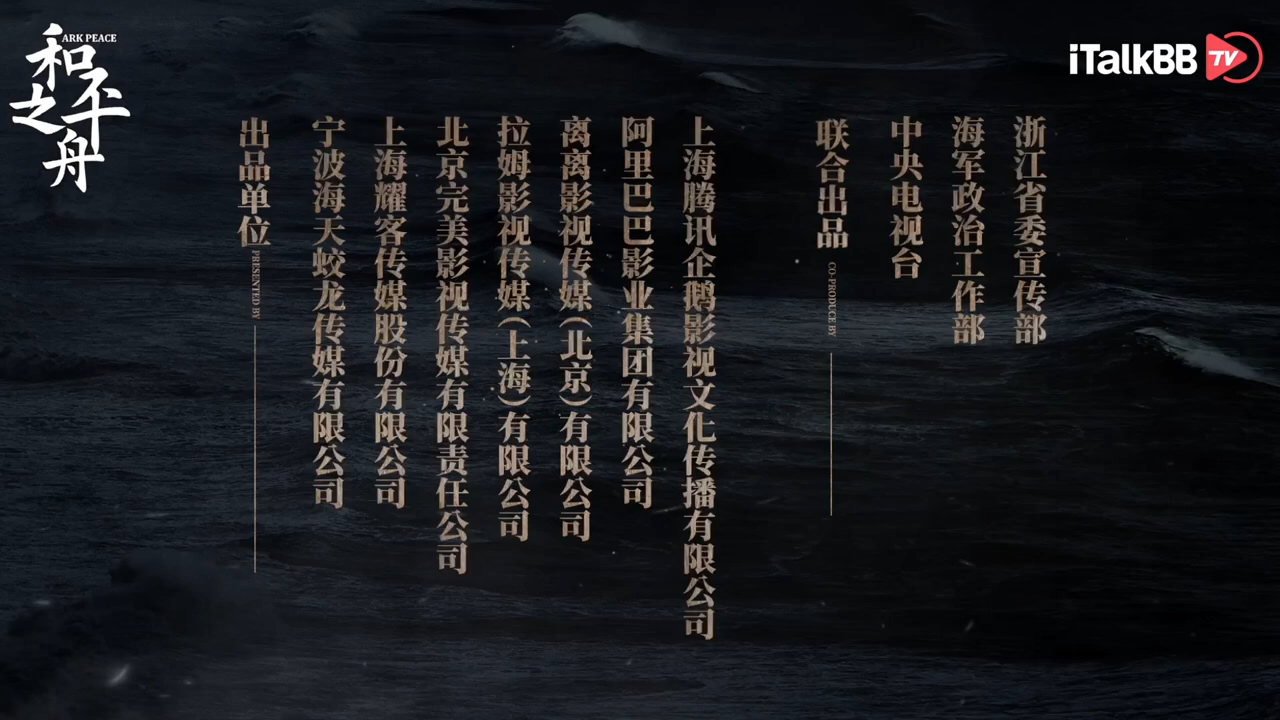 ARK PEACE
和平之舟
iTalkBB TV
出品单位
PRESENTED BY
宁波海天蛟龙传媒有限公司
上海耀客传媒股份有限公司
北京完美影视传媒有限责任公司
拉姆影视传媒(上海)有限公司
离离影视传媒(北京)有限公司
阿里巴巴影业集团有限公司
上海腾讯企鹅影视文化传播有限公司
联合出品
CO-PRODUCE BY
中央电视台
海军政治工作部
浙江省委宣传部